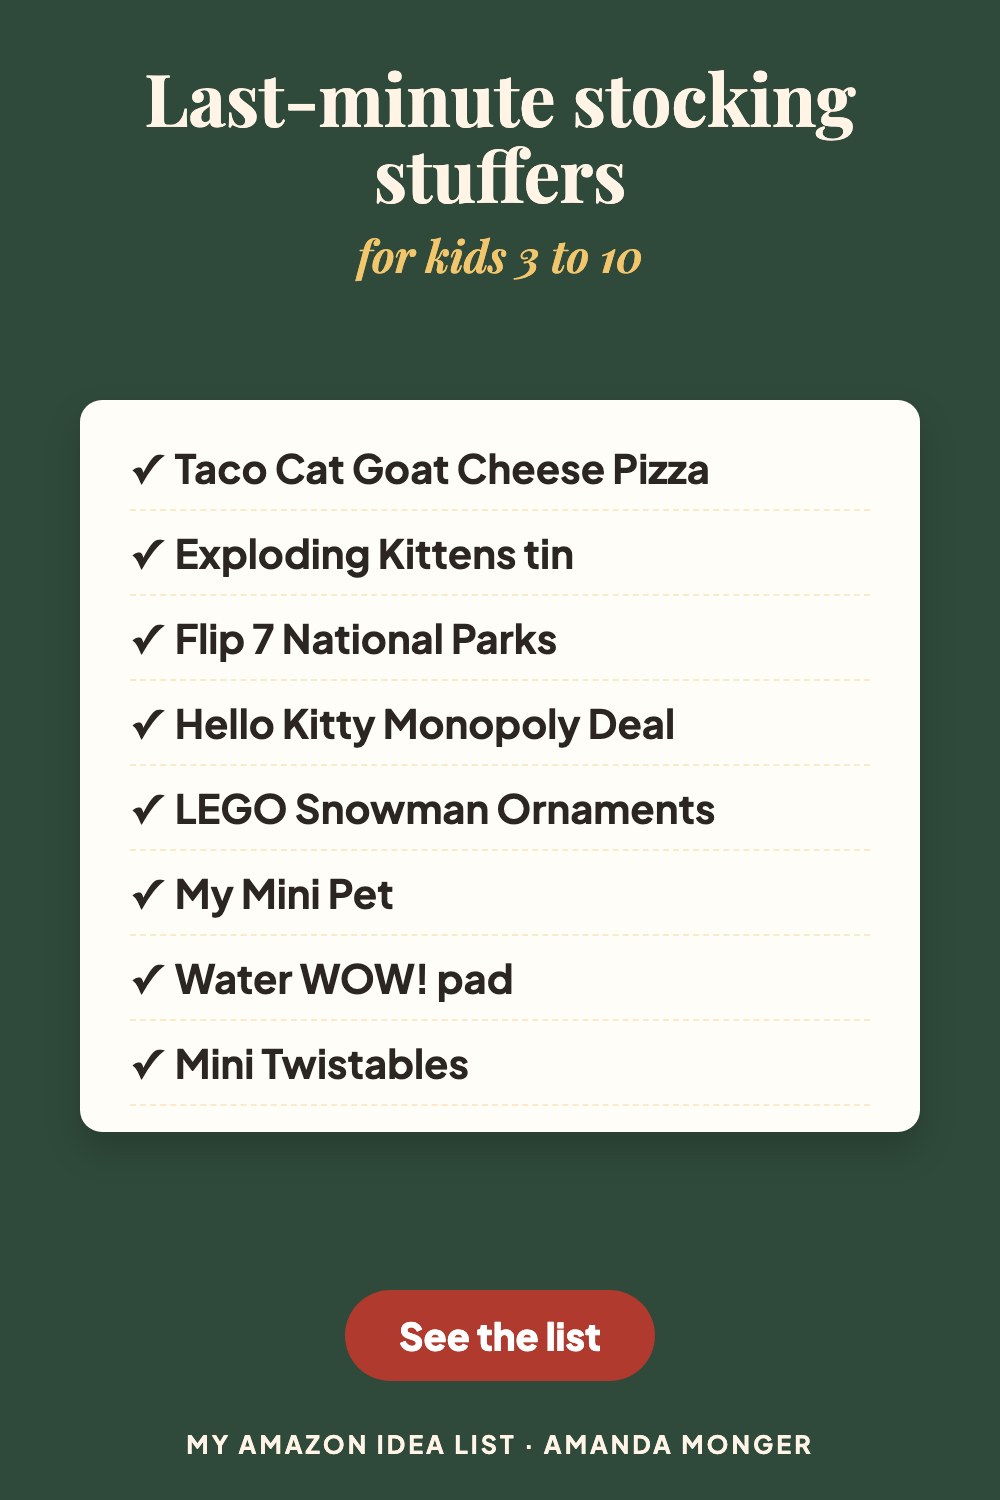 Last-minute stocking
stuffers
for kids 3 to 10
✓ Taco Cat Goat Cheese Pizza
✓ Exploding Kittens tin
✓ Flip 7 National Parks
✓ Hello Kitty Monopoly Deal
✓ LEGO Snowman Ornaments
✓ My Mini Pet
✓ Water WOW! pad
✓ Mini Twistables
See the list
MY AMAZON IDEA LIST · AMANDA MONGER